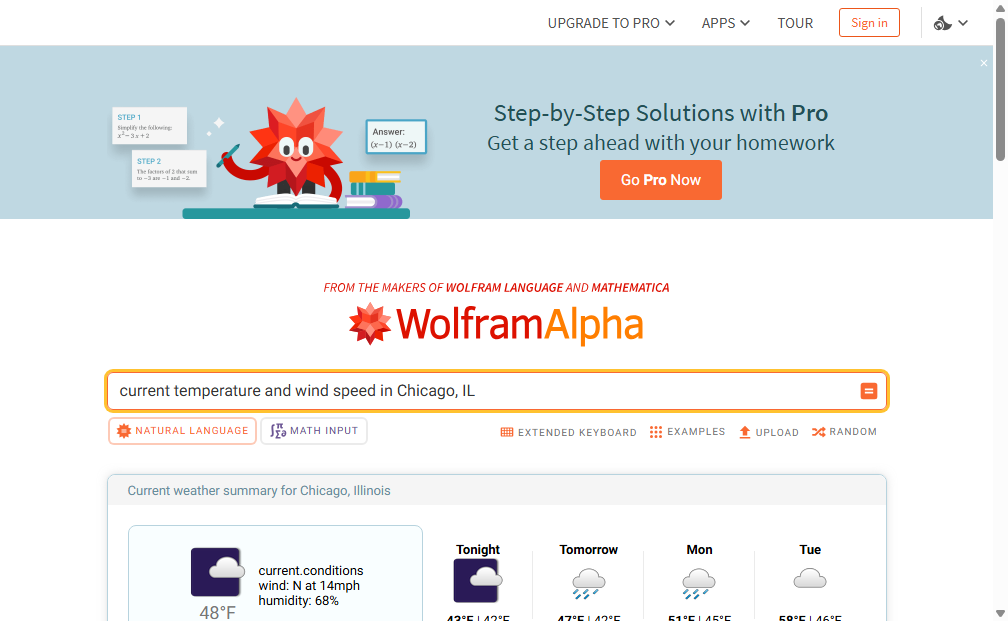 UPGRADE TO PRO APPS TOUR Sign in
STEP 1
Simplify the following:
x² − 3 x + 2
STEP 2
The factors of 2 that sum
to −3 are −1 and −2.
Answer:
(x−1) (x−2)
Step-by-Step Solutions with Pro
Get a step ahead with your homework
Go Pro Now
FROM THE MAKERS OF WOLFRAM LANGUAGE AND MATHEMATICA
WolframAlpha
current temperature and wind speed in Chicago, IL
NATURAL LANGUAGE MATH INPUT EXTENDED KEYBOARD EXAMPLES UPLOAD RANDOM
Current weather summary for Chicago, Illinois
current.conditions
wind: N at 14mph
humidity: 68%
48°F
Tonight Tomorrow Mon Tue
43°F | 42°F 47°F | 42°F 51°F | 45°F 58°F | 46°F